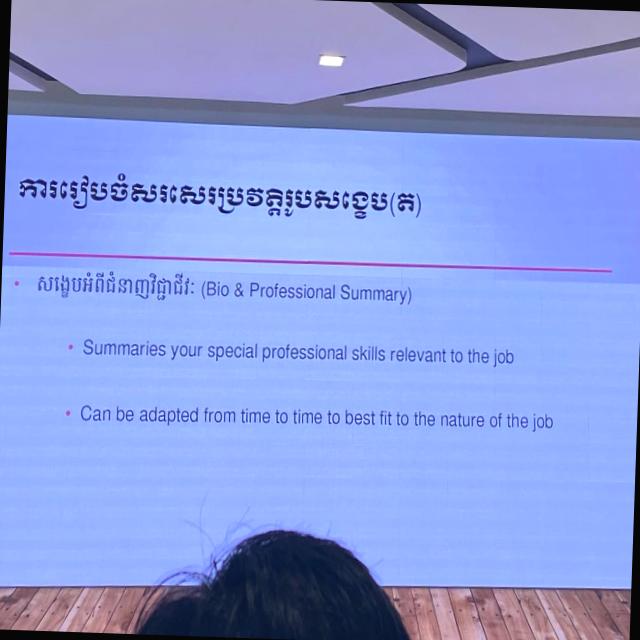 ការរៀបចំសរសេរប្រវត្តិរូបសង្ខេប(ត)
សង្ខេបអំពីជំនាញវិជ្ជាជីវៈ (Bio & Professional Summary)
Summaries your special professional skills relevant to the job
Can be adapted from time to time to best fit to the nature of the job